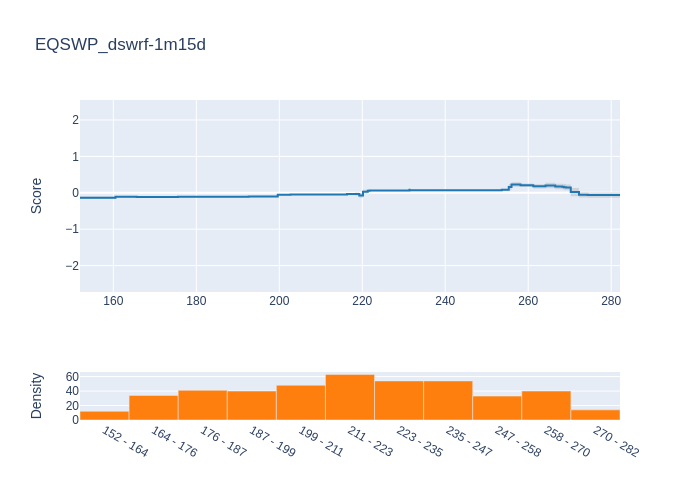 EQSWP_dswrf-1m15d
Score
2
1
0
−1
−2
160 180 200 220 240 260 280
Density
60
40
20
0
152 - 164 164 - 176 176 - 187 187 - 199 199 - 211 211 - 223 223 - 235 235 - 247 247 - 258 258 - 270 270 - 282